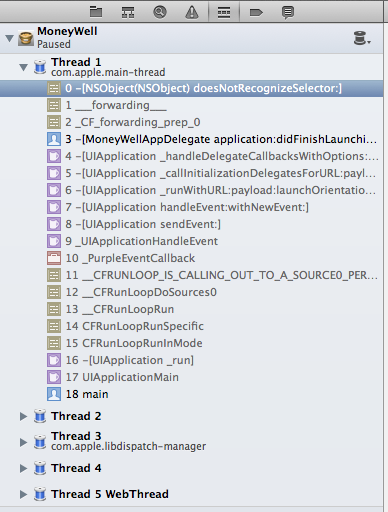 MoneyWell
Paused
Thread 1
com.apple.main-thread
0 -[NSObject(NSObject) doesNotRecognizeSelector:]
1 ___forwarding___
2 _CF_forwarding_prep_0
3 -[MoneyWellAppDelegate application:didFinishLaunchi...
4 -[UIApplication _handleDelegateCallbacksWithOptions:...
5 -[UIApplication _callInitializationDelegatesForURL:payl...
6 -[UIApplication _runWithURL:payload:launchOrientatio...
7 -[UIApplication handleEvent:withNewEvent:]
8 -[UIApplication sendEvent:]
9 _UIApplicationHandleEvent
10 _PurpleEventCallback
11 __CFRUNLOOP_IS_CALLING_OUT_TO_A_SOURCE0_PER...
12 __CFRunLoopDoSources0
13 __CFRunLoopRun
14 CFRunLoopRunSpecific
15 CFRunLoopRunInMode
16 -[UIApplication _run]
17 UIApplicationMain
18 main
Thread 2
Thread 3
com.apple.libdispatch-manager
Thread 4
Thread 5 WebThread